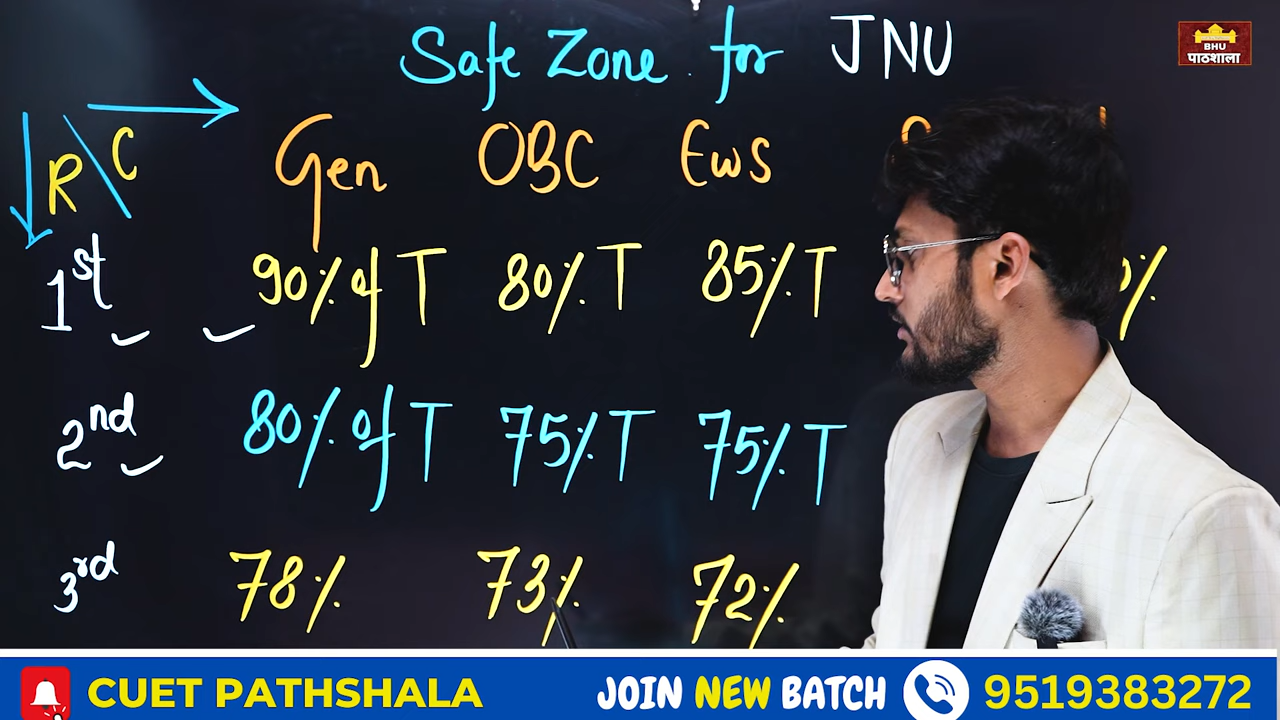 Safe Zone for JNU
BHU
पाठशाला
R \ C Gen OBC EWS
1st 90% of T 80% T 85% T %
2nd 80% of T 75% T 75% T
3rd 78% 73% 72%
CUET PATHSHALA JOIN NEW BATCH 9519383272